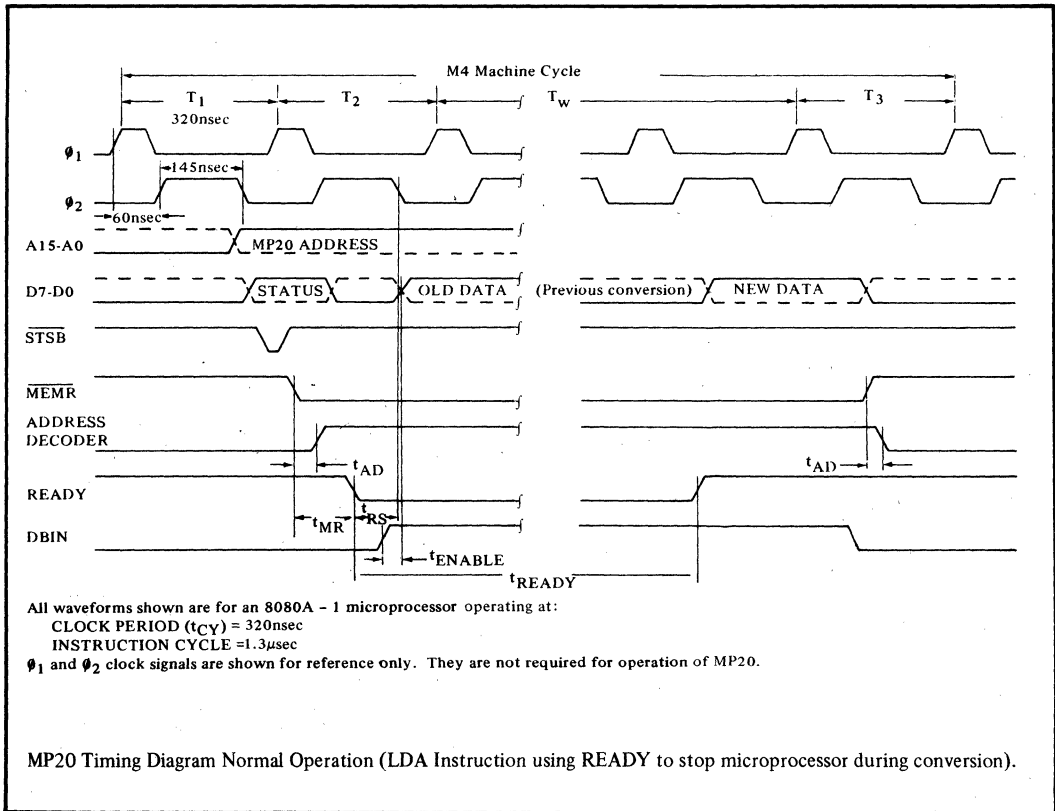 M4 Machine Cycle
T1 T2 Tw T3
320nsec
ϕ1
145nsec
ϕ2
60nsec
A15-A0 MP20 ADDRESS
D7-D0 STATUS OLD DATA (Previous conversion) NEW DATA
STSB
MEMR
ADDRESS
DECODER
tAD tAD
READY
tRS
tMR
DBIN
tENABLE
tREADY
All waveforms shown are for an 8080A - 1 microprocessor operating at:
CLOCK PERIOD (tCY) = 320nsec
INSTRUCTION CYCLE =1.3μsec
ϕ1 and ϕ2 clock signals are shown for reference only. They are not required for operation of MP20.
MP20 Timing Diagram Normal Operation (LDA Instruction using READY to stop microprocessor during conversion).